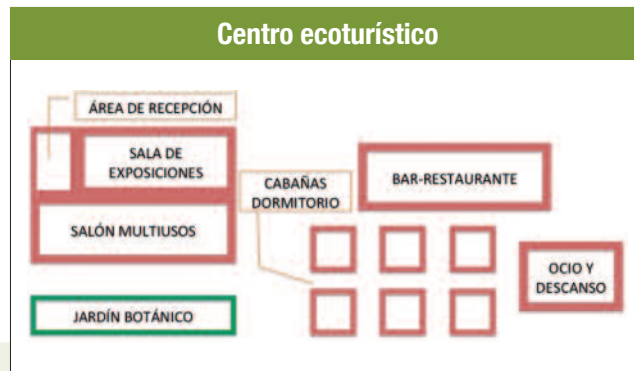 Centro ecoturístico
ÁREA DE RECEPCIÓN
SALA DE
EXPOSICIONES
SALÓN MULTIUSOS
JARDÍN BOTÁNICO
CABAÑAS
DORMITORIO
BAR-RESTAURANTE
OCIO Y
DESCANSO